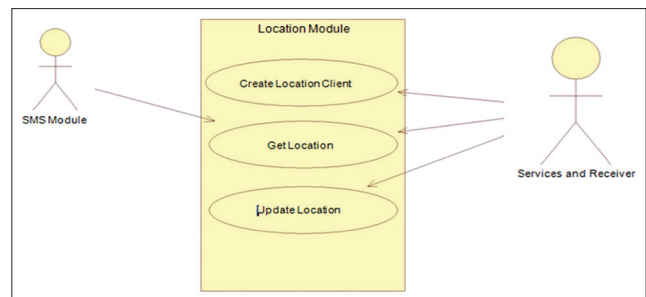 Location Module
Create Location Client
SMS Module
Get Location
Services and Receiver
Update Location